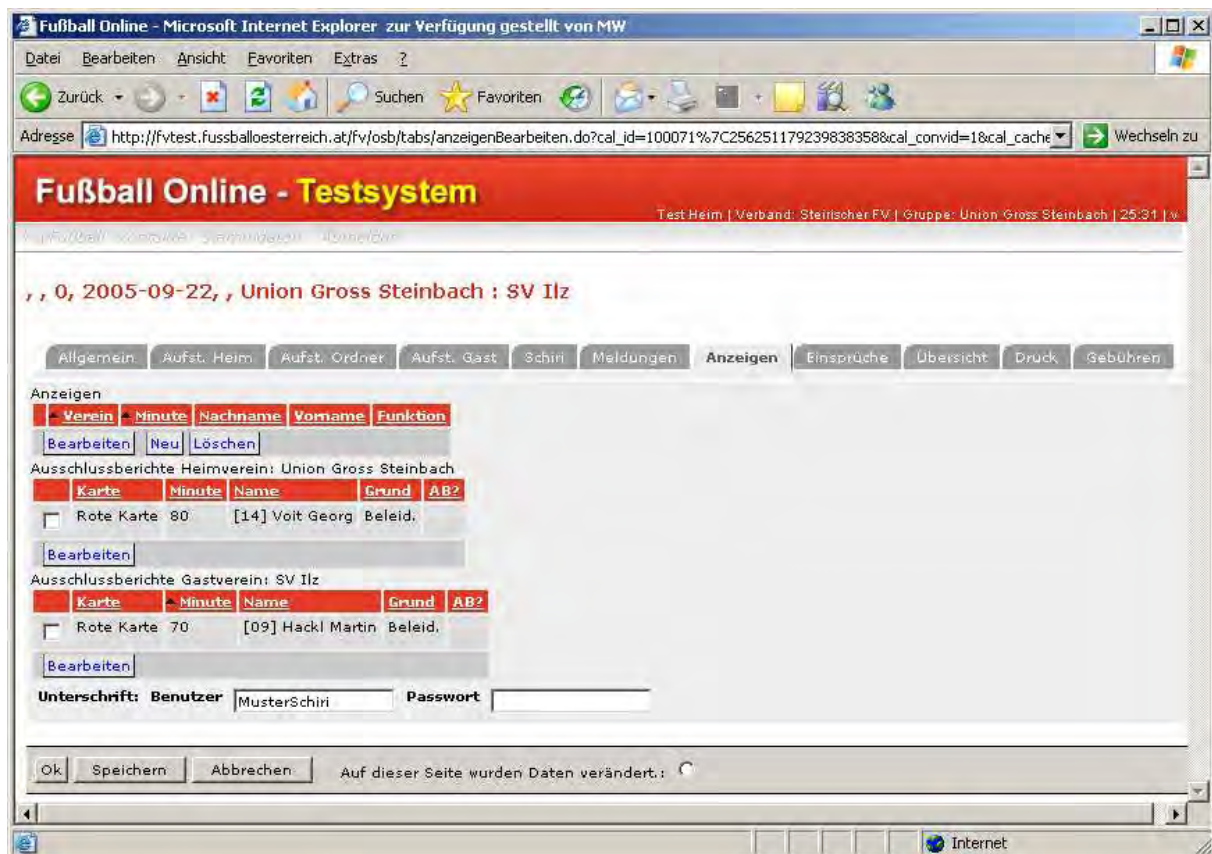 Fußball Online - Microsoft Internet Explorer zur Verfügung gestellt von MW
Datei Bearbeiten Ansicht Favoriten Extras ?
Zurück Suchen Favoriten
Adresse http://fvtest.fussballoesterreich.at/fv/osb/tabs/anzeigenBearbeiten.do?cal_id=100071%7C2562511792398383358&cal_convid=1&cal_cache Wechseln zu
Fußball Online - Testsystem
Test Heim | Verband: Steirischer FV | Gruppe: Union Gross Steinbach | 25:31 | v
, , 0, 2005-09-22, , Union Gross Steinbach : SV Ilz
Allgemein Aufst. Heim Aufst. Ordner Aufst. Gast Schiri Meldungen Anzeigen Einsprüche Übersicht Druck Gebühren
Anzeigen
Verein Minute Nachname Vorname Funktion
Bearbeiten Neu Löschen
Ausschlussberichte Heimverein: Union Gross Steinbach
Karte Minute Name Grund AB?
Rote Karte 80 [14] Voit Georg Beleid.
Bearbeiten
Ausschlussberichte Gastverein: SV Ilz
Karte Minute Name Grund AB?
Rote Karte 70 [09] Hackl Martin Beleid.
Bearbeiten
Unterschrift: Benutzer MusterSchiri Passwort
Ok Speichern Abbrechen Auf dieser Seite wurden Daten verändert.:
Internet